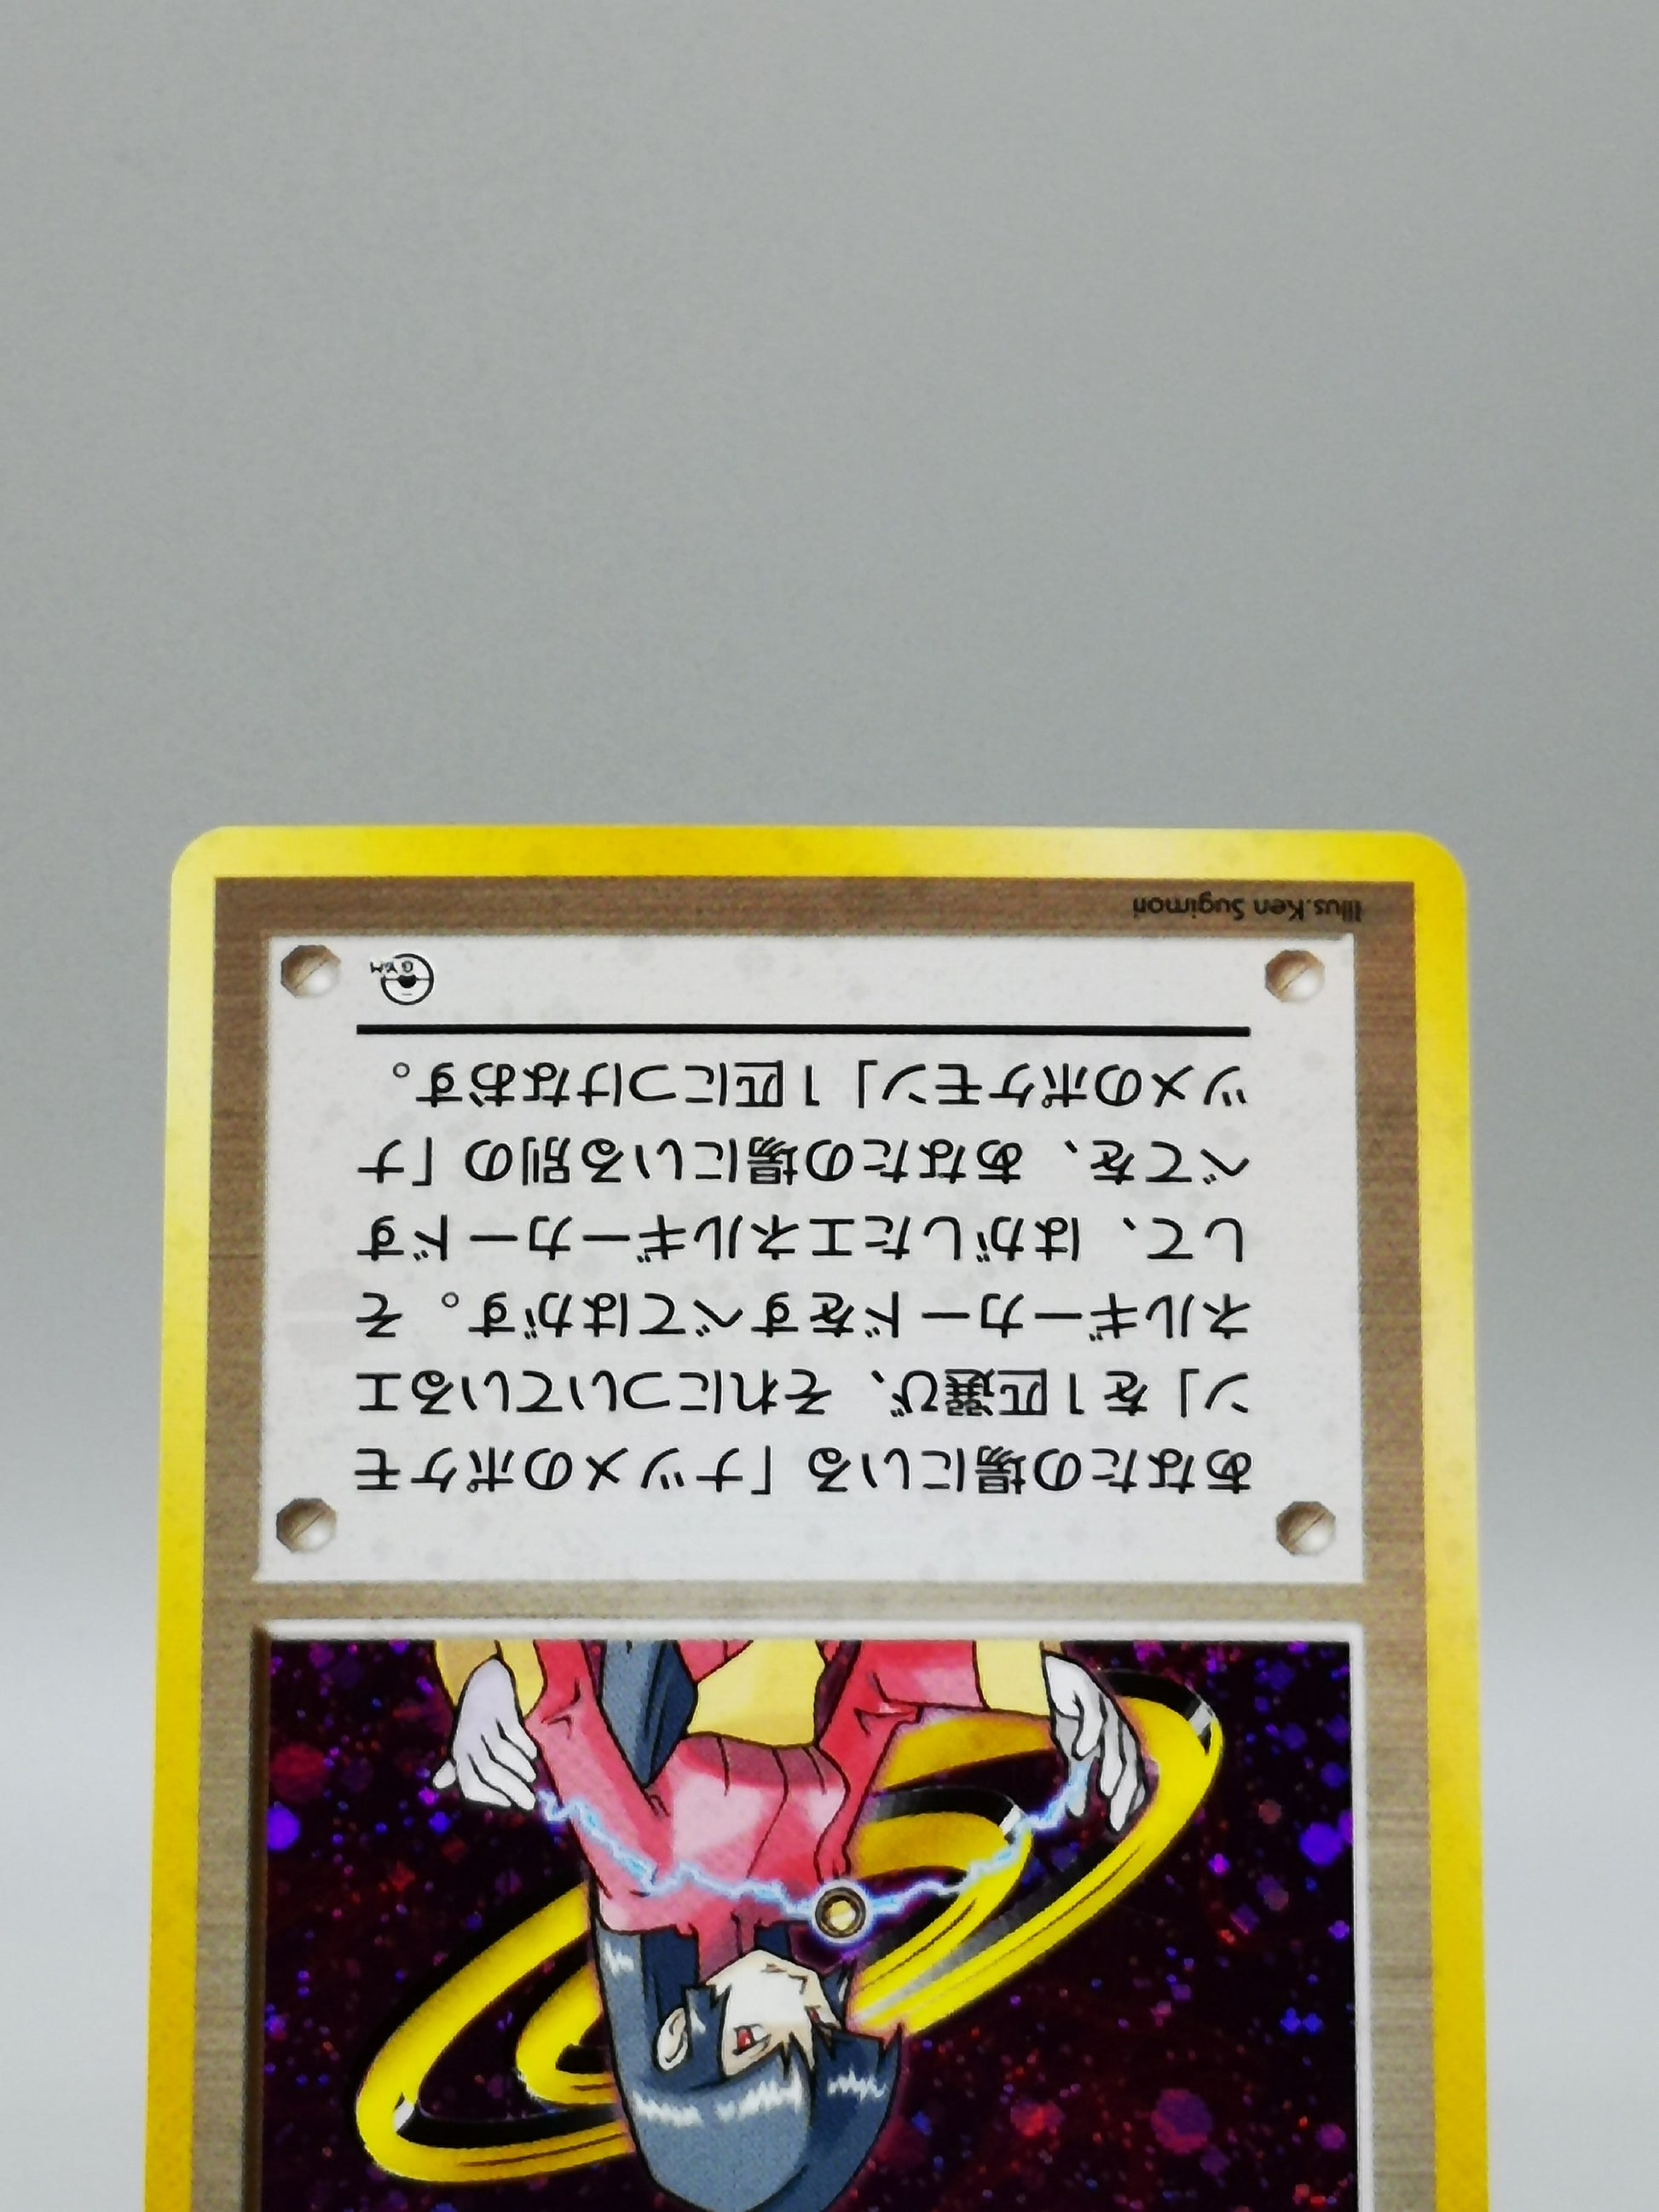 あなたの場にいる「ナツメのポケモ
ン」を1匹選び、それについているエ
ネルギーカードをすべてはがす。そ
して、はがしたエネルギーカードす
べてを、あなたの場にいる別の「ナ
ツメのポケモン」1匹につけなおす。
GYM
Illus.Ken Sugimori